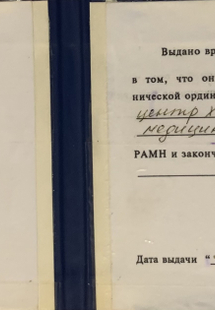 Выдано вр
в том, что он
нической ордин
центр х
медицин
РАМН и законч
Дата выдачи “